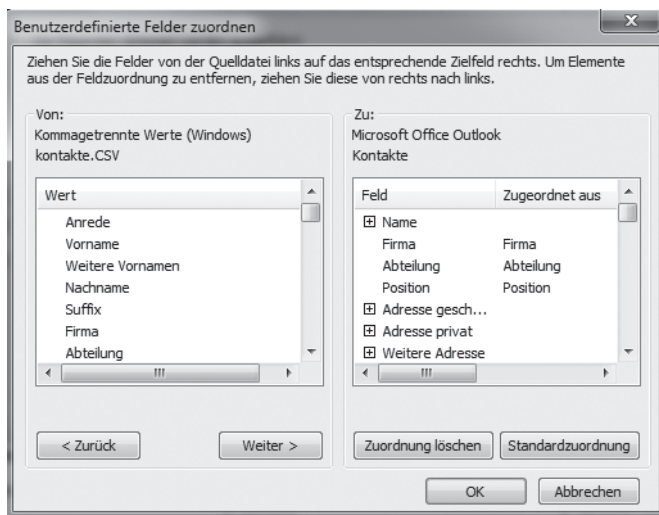 Benutzerdefinierte Felder zuordnen
Ziehen Sie die Felder von der Quelldatei links auf das entsprechende Zielfeld rechts. Um Elemente
aus der Feldzuordnung zu entfernen, ziehen Sie diese von rechts nach links.
Von:
Kommagetrennte Werte (Windows)
kontakte.CSV
Wert
Anrede
Vorname
Weitere Vornamen
Nachname
Suffix
Firma
Abteilung
< Zurück
Weiter >
Zu:
Microsoft Office Outlook
Kontakte
Feld Zugeordnet aus
Name
Firma Firma
Abteilung Abteilung
Position Position
Adresse gesch...
Adresse privat
Weitere Adresse
Zuordnung löschen
Standardzuordnung
OK
Abbrechen